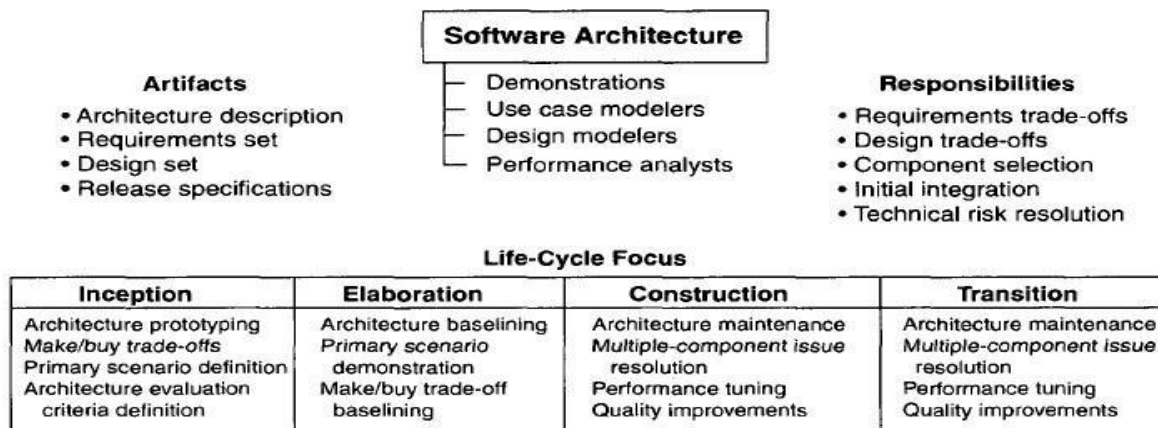 Software Architecture
Demonstrations
Use case modelers
Design modelers
Performance analysts
Artifacts
• Architecture description
• Requirements set
• Design set
• Release specifications
Responsibilities
• Requirements trade-offs
• Design trade-offs
• Component selection
• Initial integration
• Technical risk resolution
Life-Cycle Focus
Inception
Architecture prototyping
Make/buy trade-offs
Primary scenario definition
Architecture evaluation
criteria definition
Elaboration
Architecture baselining
Primary scenario
demonstration
Make/buy trade-off
baselining
Construction
Architecture maintenance
Multiple-component issue
resolution
Performance tuning
Quality improvements
Transition
Architecture maintenance
Multiple-component issue
resolution
Performance tuning
Quality improvements